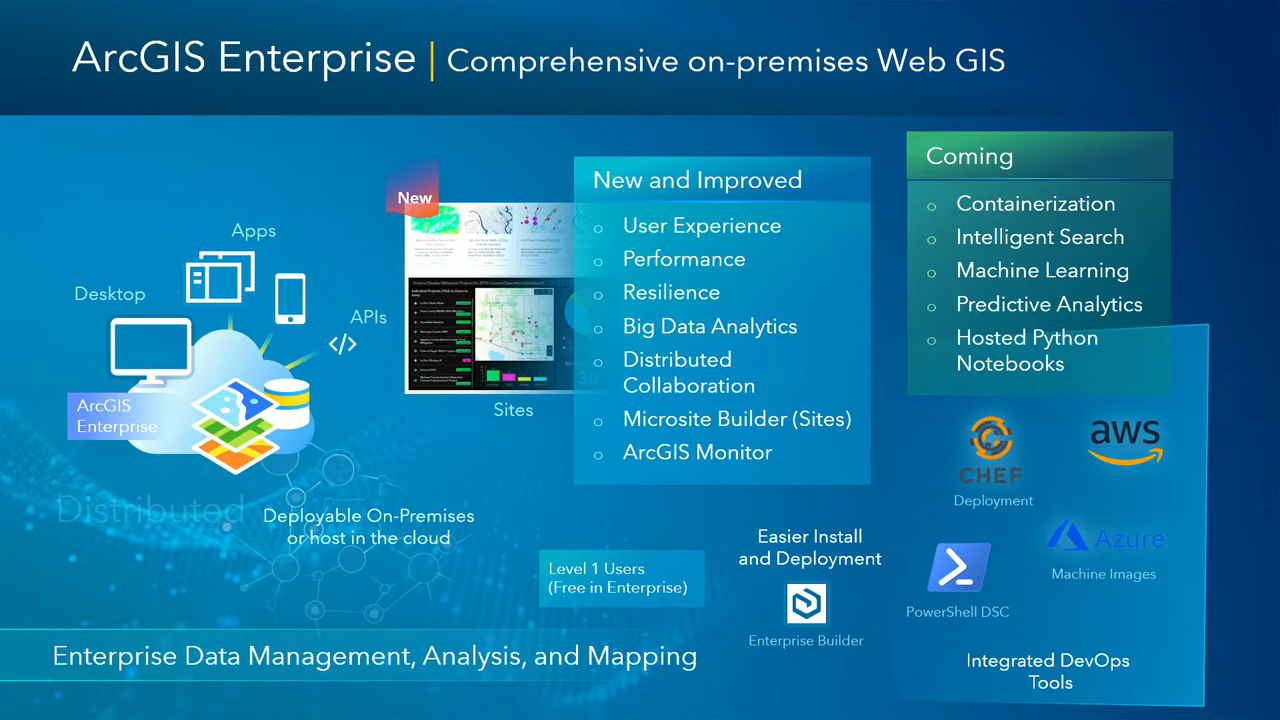 ArcGIS Enterprise | Comprehensive on-premises Web GIS
Apps
Desktop
APIs
ArcGIS
Enterprise
New
Sites
Distributed
Deployable On-Premises
or host in the cloud
New and Improved
User Experience
Performance
Resilience
Big Data Analytics
Distributed
Collaboration
Microsite Builder (Sites)
ArcGIS Monitor
Coming
Containerization
Intelligent Search
Machine Learning
Predictive Analytics
Hosted Python
Notebooks
CHEF
Deployment
aws
Azure
Machine Images
PowerShell DSC
Integrated DevOps
Tools
Easier Install
and Deployment
Enterprise Builder
Level 1 Users
(Free in Enterprise)
Enterprise Data Management, Analysis, and Mapping